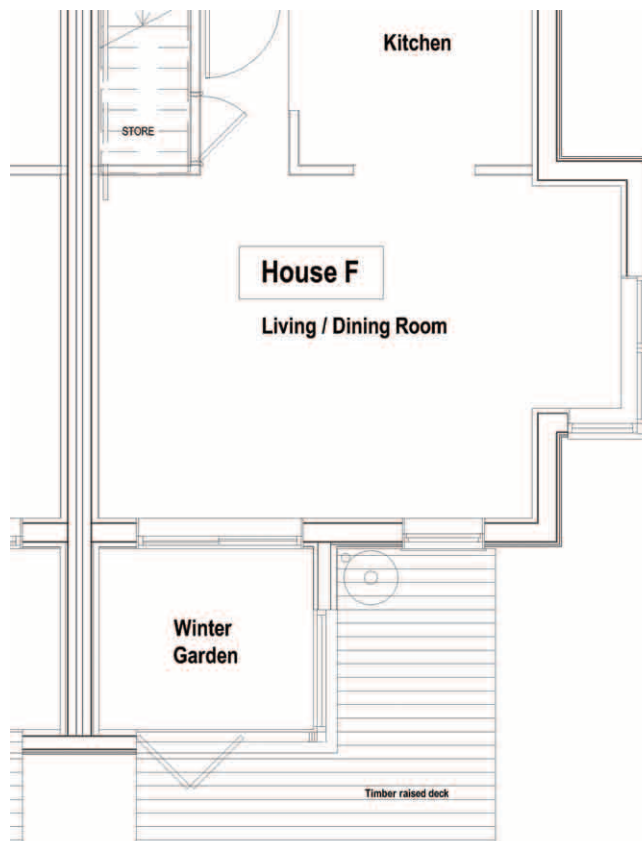 Kitchen
STORE
House F
Living / Dining Room
Winter
Garden
Timber raised deck